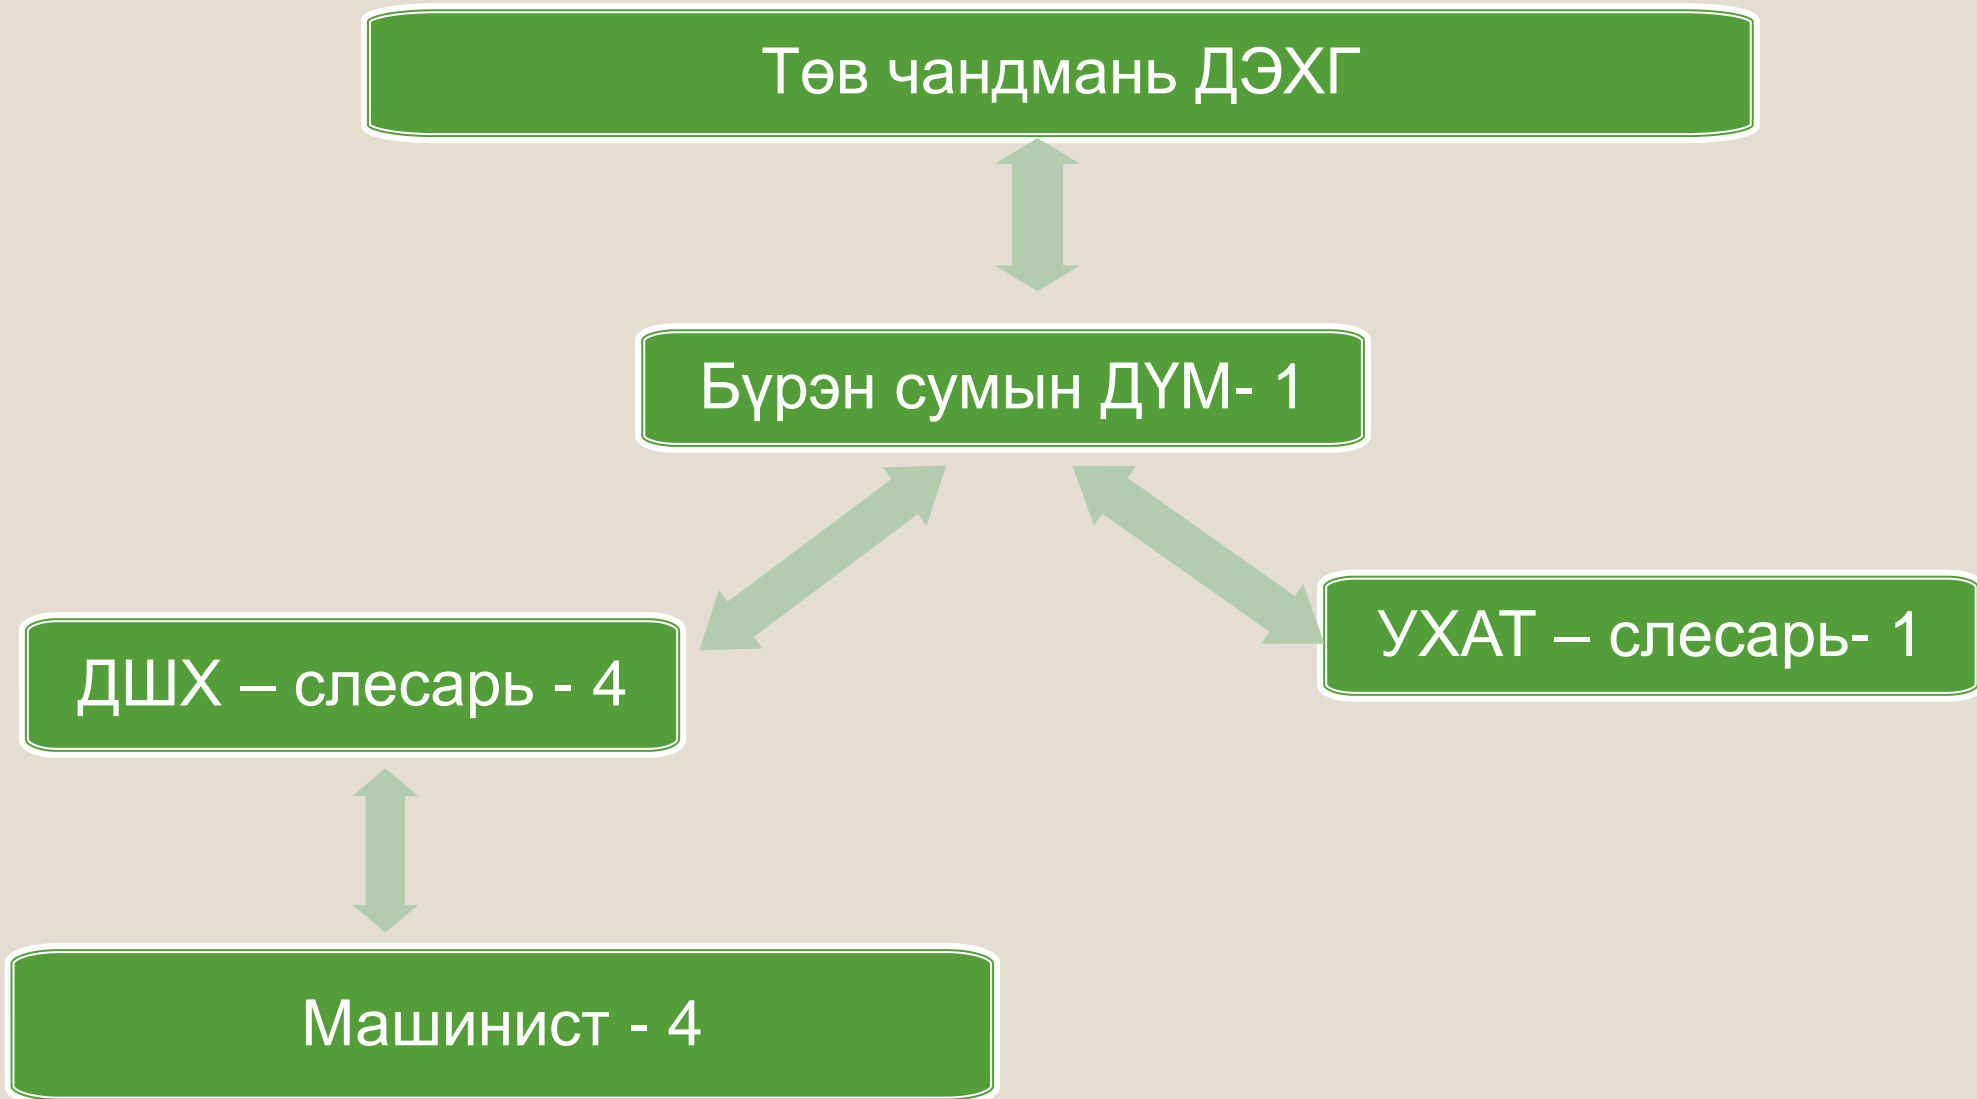 Төв чандмань ДЭХГ
Бүрэн сумын ДҮМ- 1
УХАТ – слесарь- 1
ДШХ – слесарь - 4
Машинист - 4